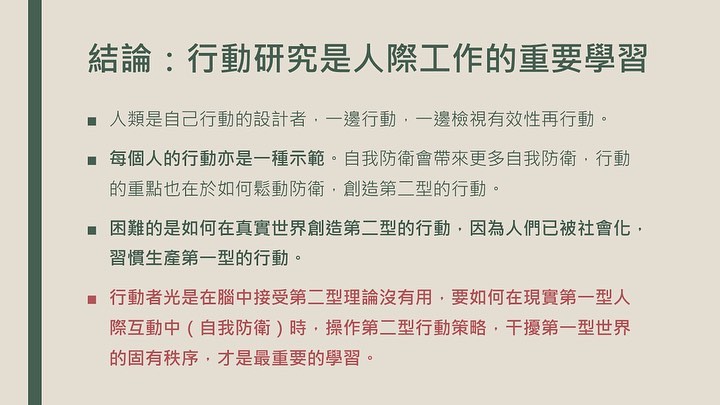 結論：行動研究是人際工作的重要學習
■ 人類是自己行動的設計者，一邊行動，一邊檢視有效性再行動。
■ 每個人的行動亦是一種示範。自我防衛會帶來更多自我防衛，行動
的重點也在於如何鬆動防衛，創造第二型的行動。
■ 困難的是如何在真實世界創造第二型的行動，因為人們已被社會化，
習慣生產第一型的行動。
■ 行動者光是在腦中接受第二型理論沒有用，要如何在現實第一型人
際互動中（自我防衛）時，操作第二型行動策略，干擾第一型世界
的固有秩序，才是最重要的學習。